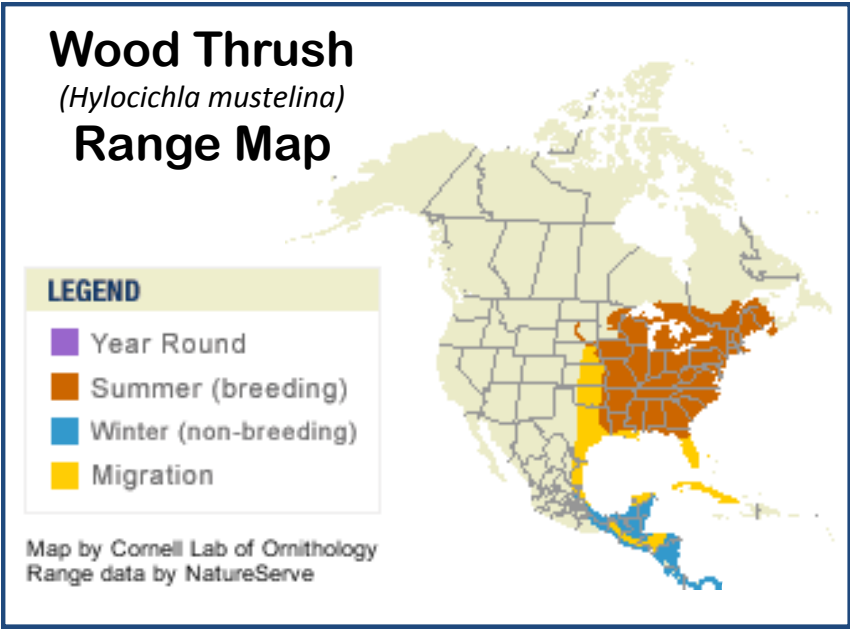 Wood Thrush
(Hylocichla mustelina)
Range Map
LEGEND
Year Round
Summer (breeding)
Winter (non-breeding)
Migration
Map by Cornell Lab of Ornithology
Range data by NatureServe